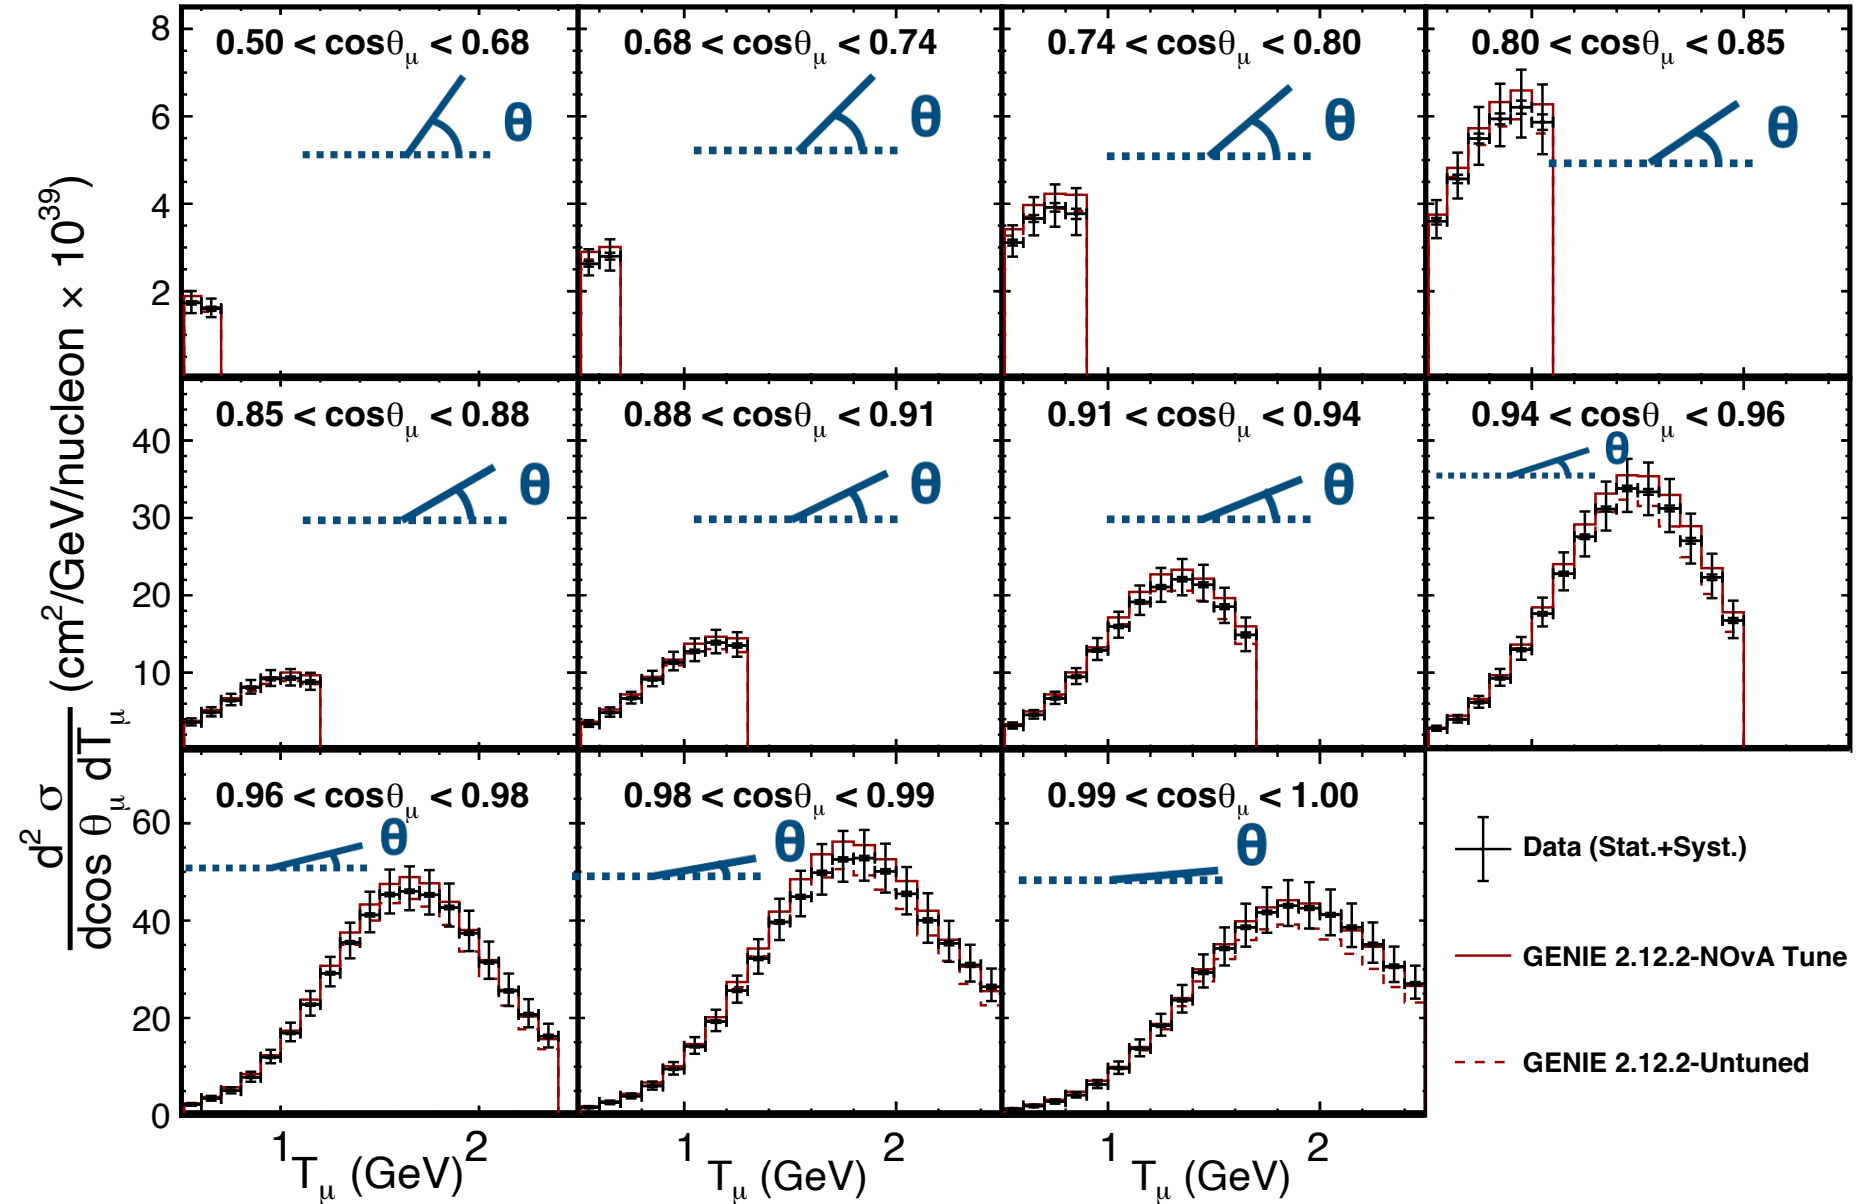 0.50 < cosθμ < 0.68
0.68 < cosθμ < 0.74
0.74 < cosθμ < 0.80
0.80 < cosθμ < 0.85
θ
θ
θ
θ
8
6
4
2
0.85 < cosθμ < 0.88
0.88 < cosθμ < 0.91
0.91 < cosθμ < 0.94
0.94 < cosθμ < 0.96
θ
θ
θ
θ
40
30
20
10
0.96 < cosθμ < 0.98
0.98 < cosθμ < 0.99
0.99 < cosθμ < 1.00
θ
θ
θ
60
40
20
0
1 2
1 2
1 2
Tμ (GeV)
Tμ (GeV)
Tμ (GeV)
d² σ
dcos θμ dTμ
(cm²/GeV/nucleon × 10³⁹)
Data (Stat.+Syst.)
GENIE 2.12.2-NOvA Tune
GENIE 2.12.2-Untuned